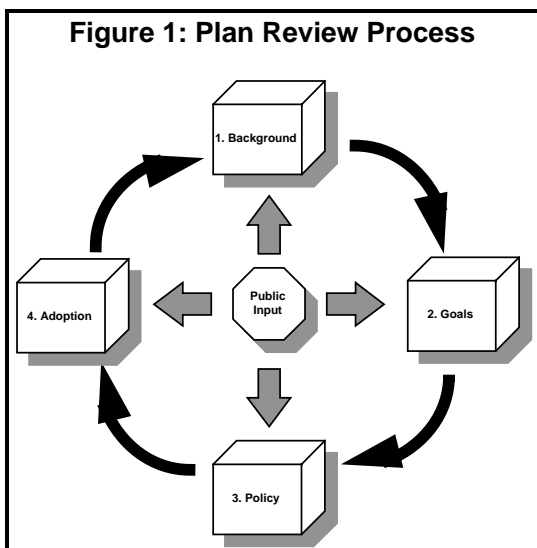 Figure 1: Plan Review Process
1. Background
4. Adoption
Public
Input
2. Goals
3. Policy